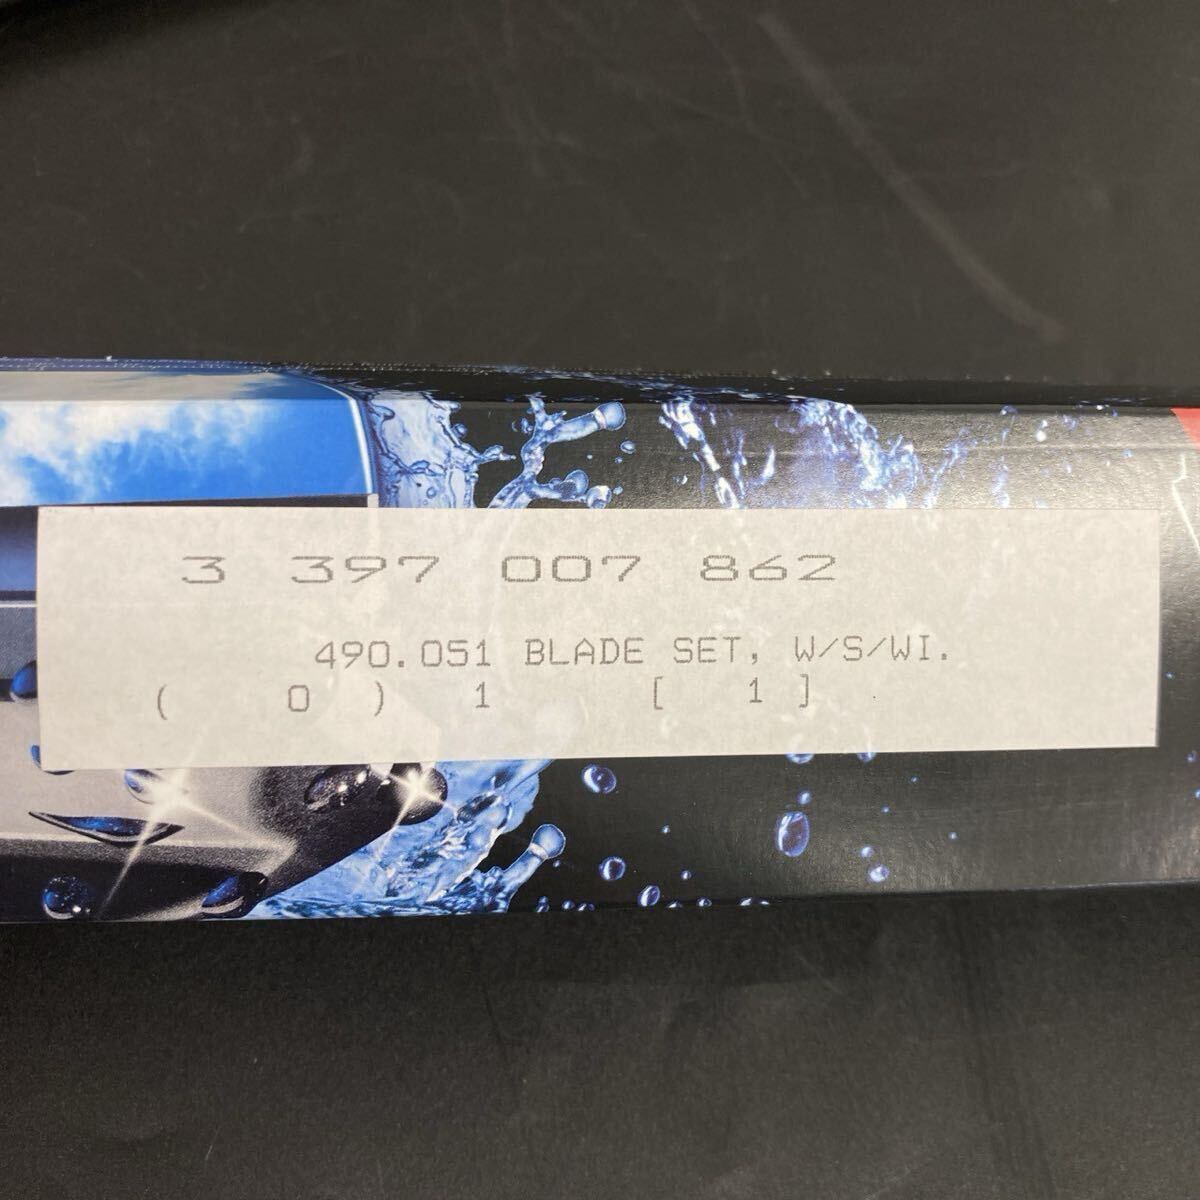 3 397 007 862
490.051 BLADE SET, W/S/WI.
( 0 ) 1 [ 1 ]